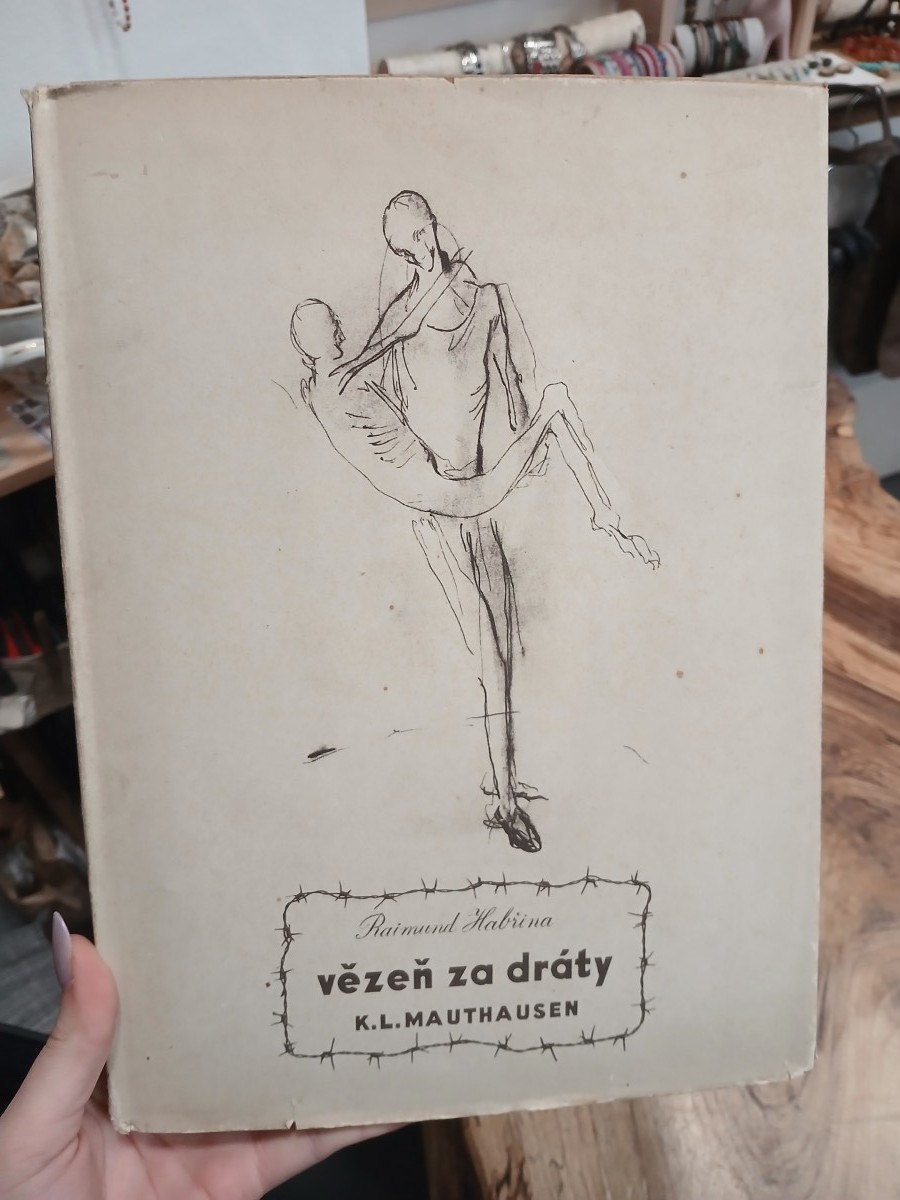 Raimund Habřina
vězeň za dráty
K.L.MAUTHAUSEN